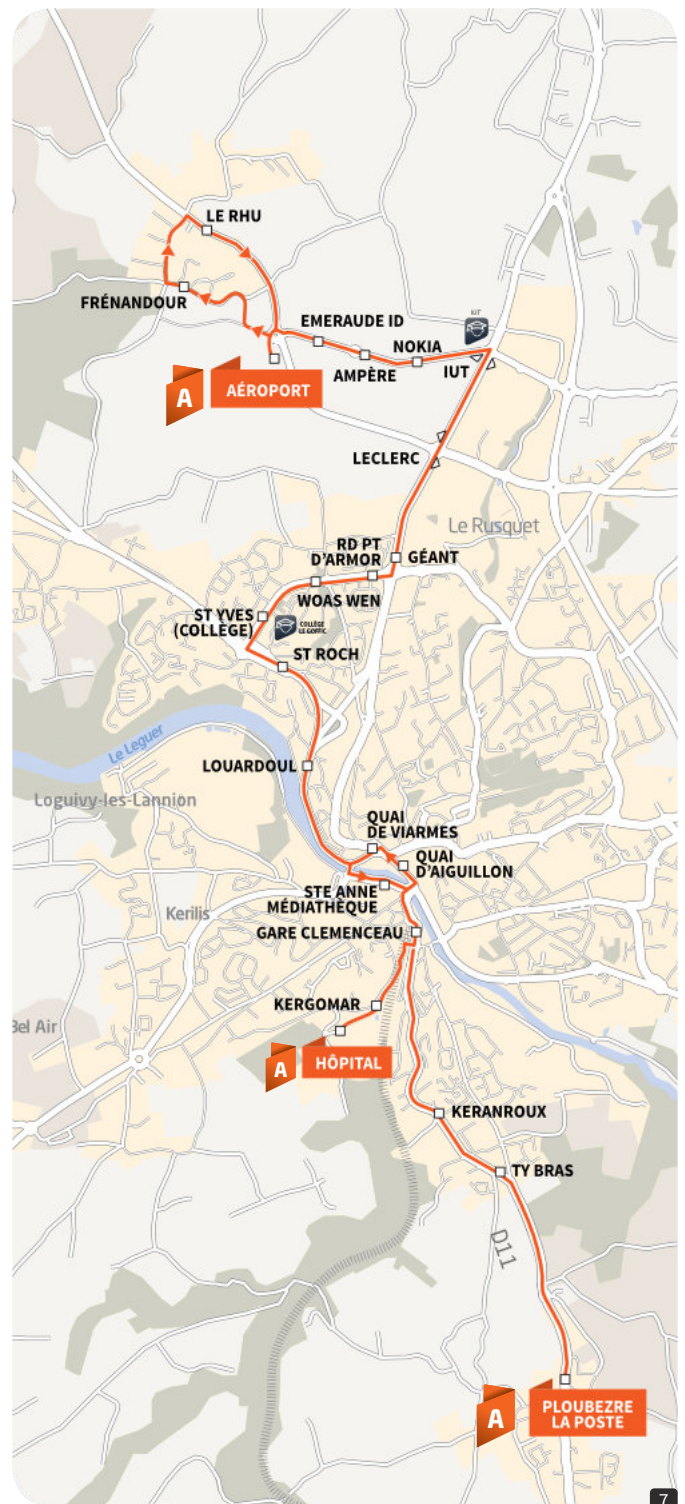 LE RHU
FRÉNANDOUR
EMERAUDE ID
IUT
NOKIA
AMPÈRE
IUT
A
AÉROPORT
LECLERC
Le Rusquet
RD PT
D'ARMOR
GÉANT
WOAS WEN
ST YVES
(COLLÈGE)
COLLÈGE
LE GOFFIC
ST ROCH
Le Leguer
LOUARDOUL
Loguivy-les-Lannion
QUAI
DE VIARMES
QUAI
D'AIGUILLON
STE ANNE
MÉDIATHÈQUE
Kerilis
GARE CLEMENCEAU
KERGOMAR
Bel Air
A
HÔPITAL
KERANROUX
TY BRAS
D11
A
PLOUBEZRE
LA POSTE
7